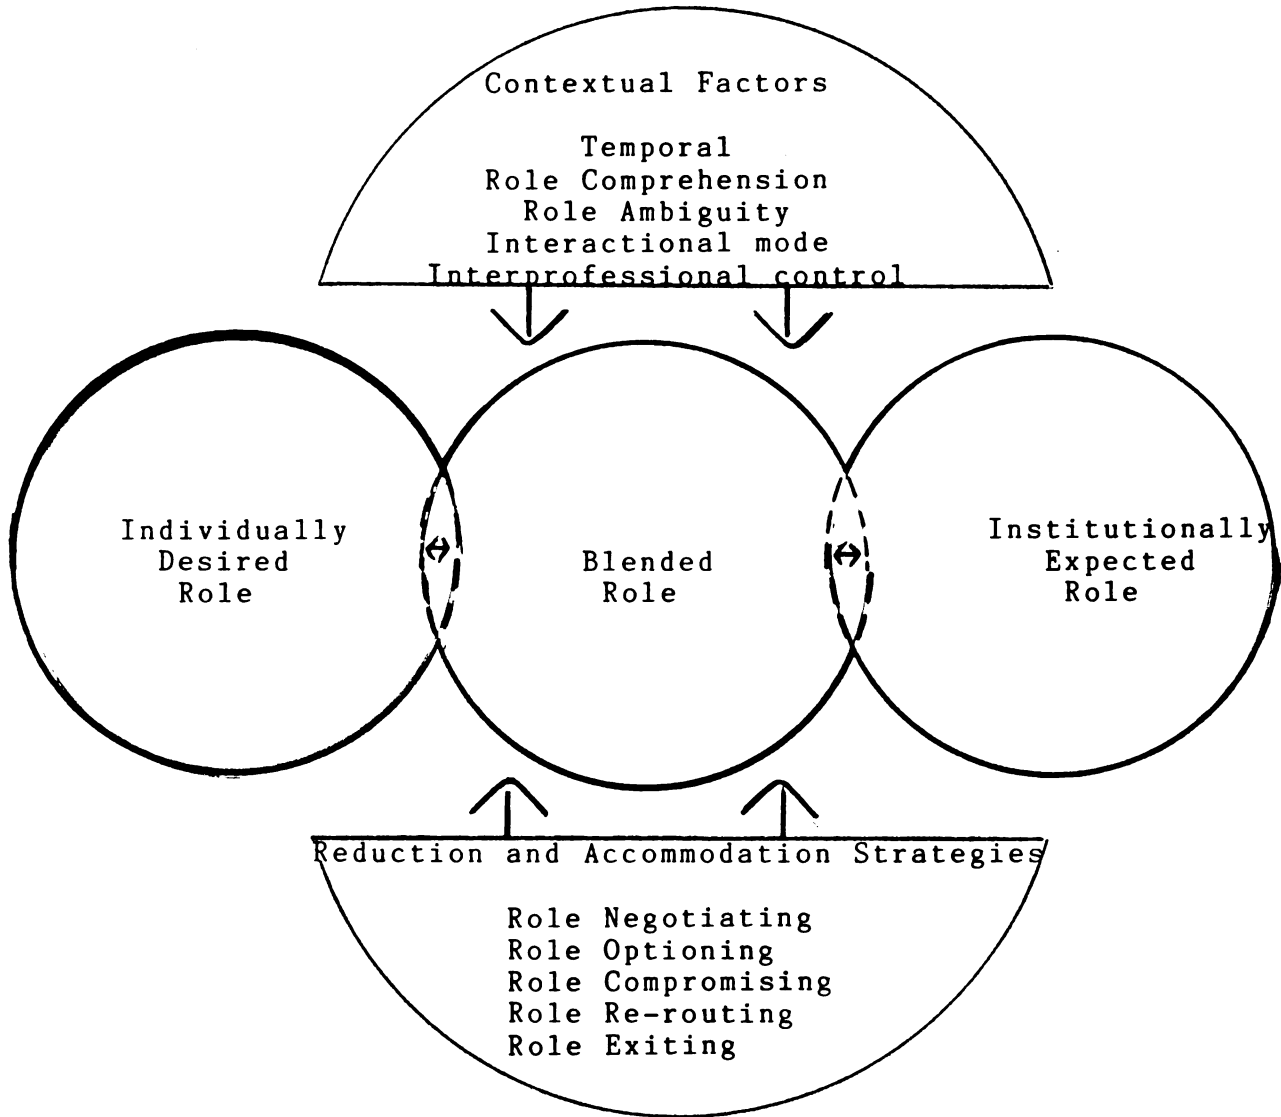 Contextual Factors
Temporal
Role Comprehension
Role Ambiguity
Interactional mode
Interprofessional control
Individually
Desired
Role
Blended
Role
Institutionally
Expected
Role
Reduction and Accommodation Strategies
Role Negotiating
Role Optioning
Role Compromising
Role Re-routing
Role Exiting